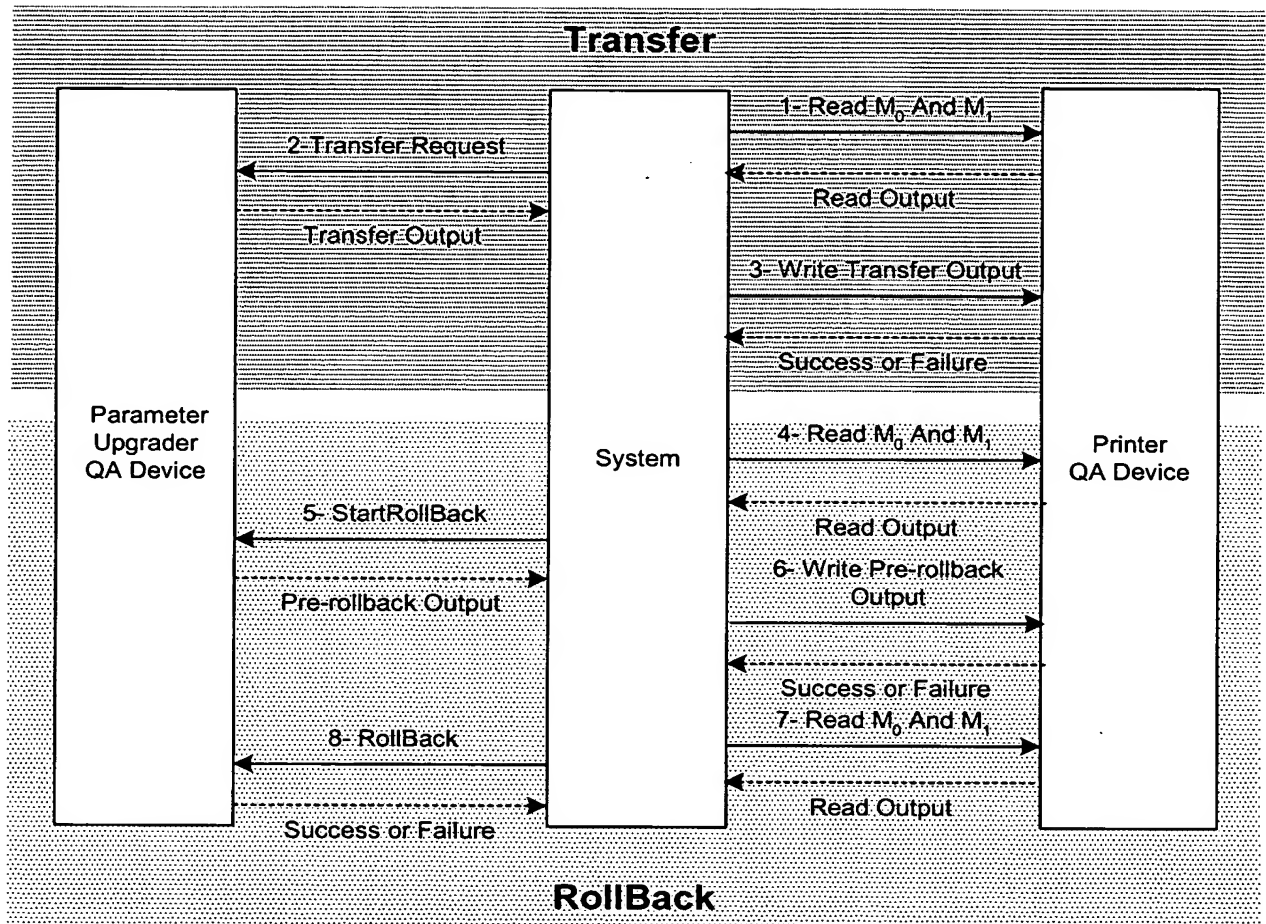 Transfer
1- Read M₀ And M₁
2 Transfer Request
Read Output
Transfer Output
3- Write Transfer Output
Success or Failure
Parameter
Upgrader
QA Device
System
Printer
QA Device
4- Read M₀ And M₁
5- StartRollBack
Read Output
Pre-rollback Output
6- Write Pre-rollback
Output
Success or Failure
7- Read M₀ And M₁
8- RollBack
Read Output
Success or Failure
RollBack